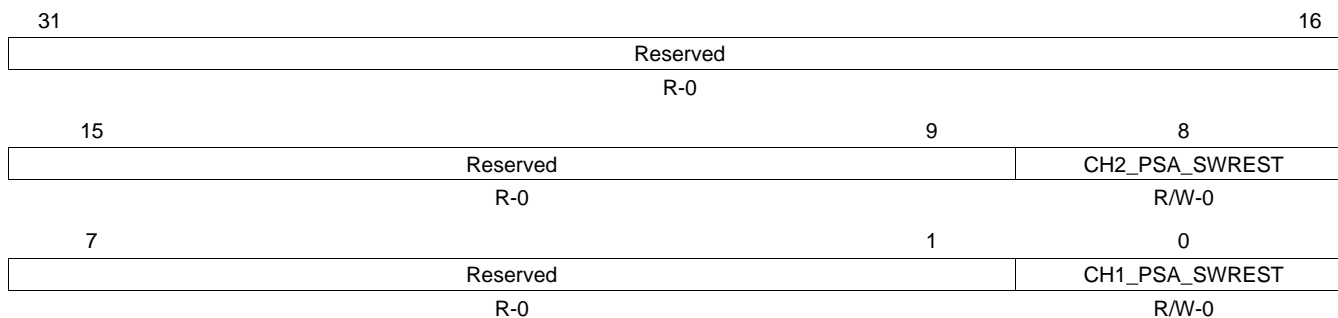 31 16
Reserved
R-0
15 9 8
Reserved CH2_PSA_SWREST
R-0 R/W-0
7 1 0
Reserved CH1_PSA_SWREST
R-0 R/W-0